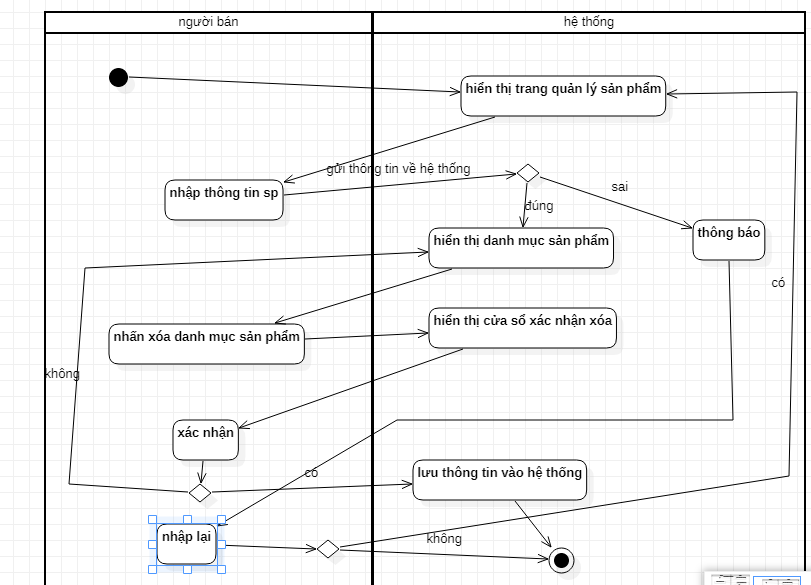 người bán
hệ thống
hiển thị trang quản lý sản phẩm
gửi thông tin về hệ thống
nhập thông tin sp
sai
đúng
thông báo
hiển thị danh mục sản phẩm
có
hiển thị cửa sổ xác nhận xóa
nhấn xóa danh mục sản phẩm
không
xác nhận
có
lưu thông tin vào hệ thống
nhập lại
không